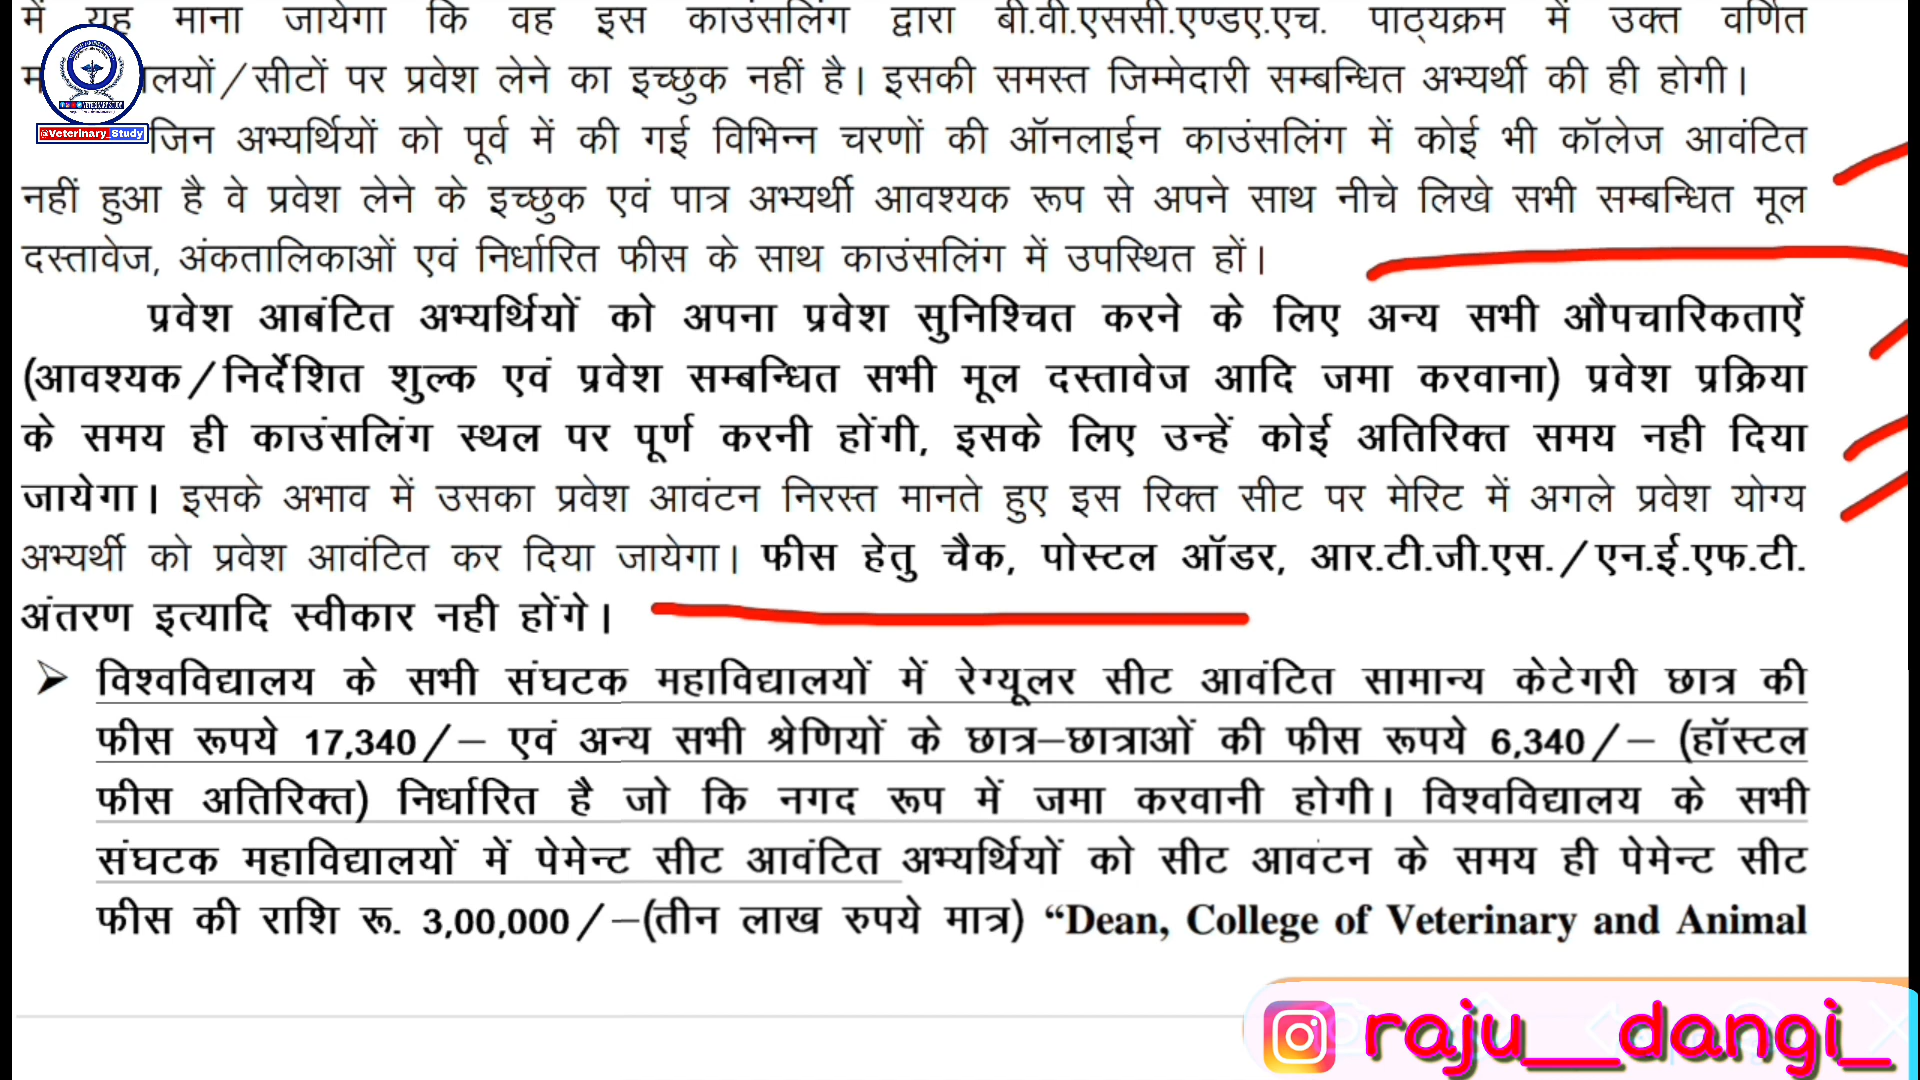 में यह माना जायेगा कि वह इस काउंसलिंग द्वारा बी.वी.एससी.एण्डए.एच. पाठ्यक्रम में उक्त वर्णित
लयों/सीटों पर प्रवेश लेने का इच्छुक नहीं है। इसकी समस्त जिम्मेदारी सम्बन्धित अभ्यर्थी की ही होगी।
@Veterinary_Study
जिन अभ्यर्थियों को पूर्व में की गई विभिन्न चरणों की ऑनलाईन काउंसलिंग में कोई भी कॉलेज आवंटित
नहीं हुआ है वे प्रवेश लेने के इच्छुक एवं पात्र अभ्यर्थी आवश्यक रूप से अपने साथ नीचे लिखे सभी सम्बन्धित मूल
दस्तावेज, अंकतालिकाओं एवं निर्धारित फीस के साथ काउंसलिंग में उपस्थित हों।
प्रवेश आबंटित अभ्यर्थियों को अपना प्रवेश सुनिश्चित करने के लिए अन्य सभी औपचारिकताऐं
(आवश्यक/निर्देशित शुल्क एवं प्रवेश सम्बन्धित सभी मूल दस्तावेज आदि जमा करवाना) प्रवेश प्रक्रिया
के समय ही काउंसलिंग स्थल पर पूर्ण करनी होंगी, इसके लिए उन्हें कोई अतिरिक्त समय नही दिया
जायेगा। इसके अभाव में उसका प्रवेश आवंटन निरस्त मानते हुए इस रिक्त सीट पर मेरिट में अगले प्रवेश योग्य
अभ्यर्थी को प्रवेश आवंटित कर दिया जायेगा। फीस हेतु चैक, पोस्टल ऑडर, आर.टी.जी.एस./एन.ई.एफ.टी.
अंतरण इत्यादि स्वीकार नही होंगे।
➢ विश्वविद्यालय के सभी संघटक महाविद्यालयों में रेग्यूलर सीट आवंटित सामान्य केटेगरी छात्र की
फीस रूपये 17,340/– एवं अन्य सभी श्रेणियों के छात्र–छात्राओं की फीस रूपये 6,340/– (हॉस्टल
फीस अतिरिक्त) निर्धारित है जो कि नगद रूप में जमा करवानी होगी। विश्वविद्यालय के सभी
संघटक महाविद्यालयों में पेमेन्ट सीट आवंटित अभ्यर्थियों को सीट आवंटन के समय ही पेमेन्ट सीट
फीस की राशि रू. 3,00,000/–(तीन लाख रुपये मात्र) “Dean, College of Veterinary and Animal
raju__dangi_